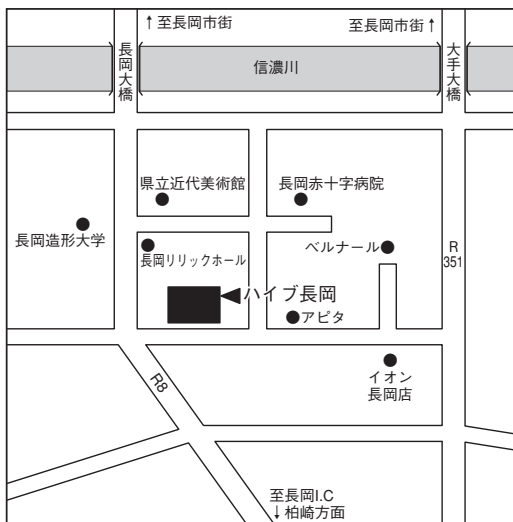 ↑至長岡市街
至長岡市街↑
長岡大橋
信濃川
大手大橋
県立近代美術館
長岡赤十字病院
長岡造形大学
長岡リリックホール
ベルナール
R
351
ハイブ長岡
アピタ
イオン
長岡店
R8
至長岡I.C
↓柏崎方面